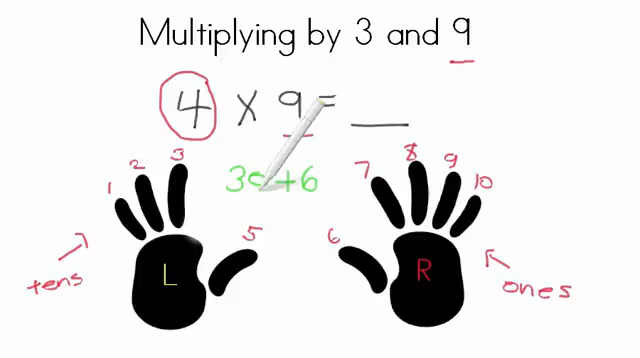 Multiplying by 3 and 9
4 x 9 = __
30 +6
1 2 3 5 6 7 8 9 10
tens L R ones